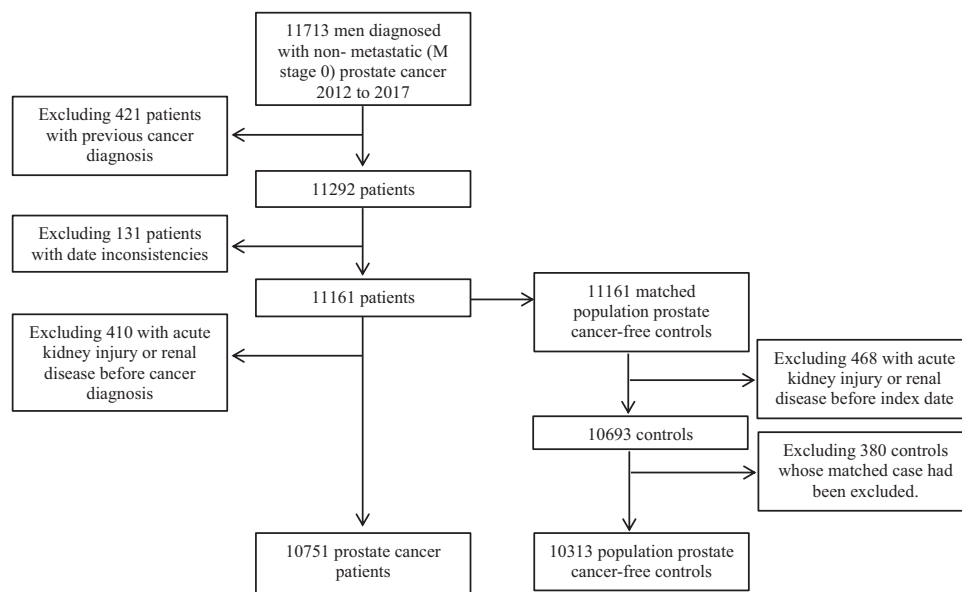 11713 men diagnosed
with non- metastatic (M
stage 0) prostate cancer
2012 to 2017
Excluding 421 patients
with previous cancer
diagnosis
11292 patients
Excluding 131 patients
with date inconsistencies
11161 patients
11161 matched
population prostate
cancer-free controls
Excluding 410 with acute
kidney injury or renal
disease before cancer
diagnosis
Excluding 468 with acute
kidney injury or renal
disease before index date
10693 controls
Excluding 380 controls
whose matched case had
been excluded.
10751 prostate cancer
patients
10313 population prostate
cancer-free controls